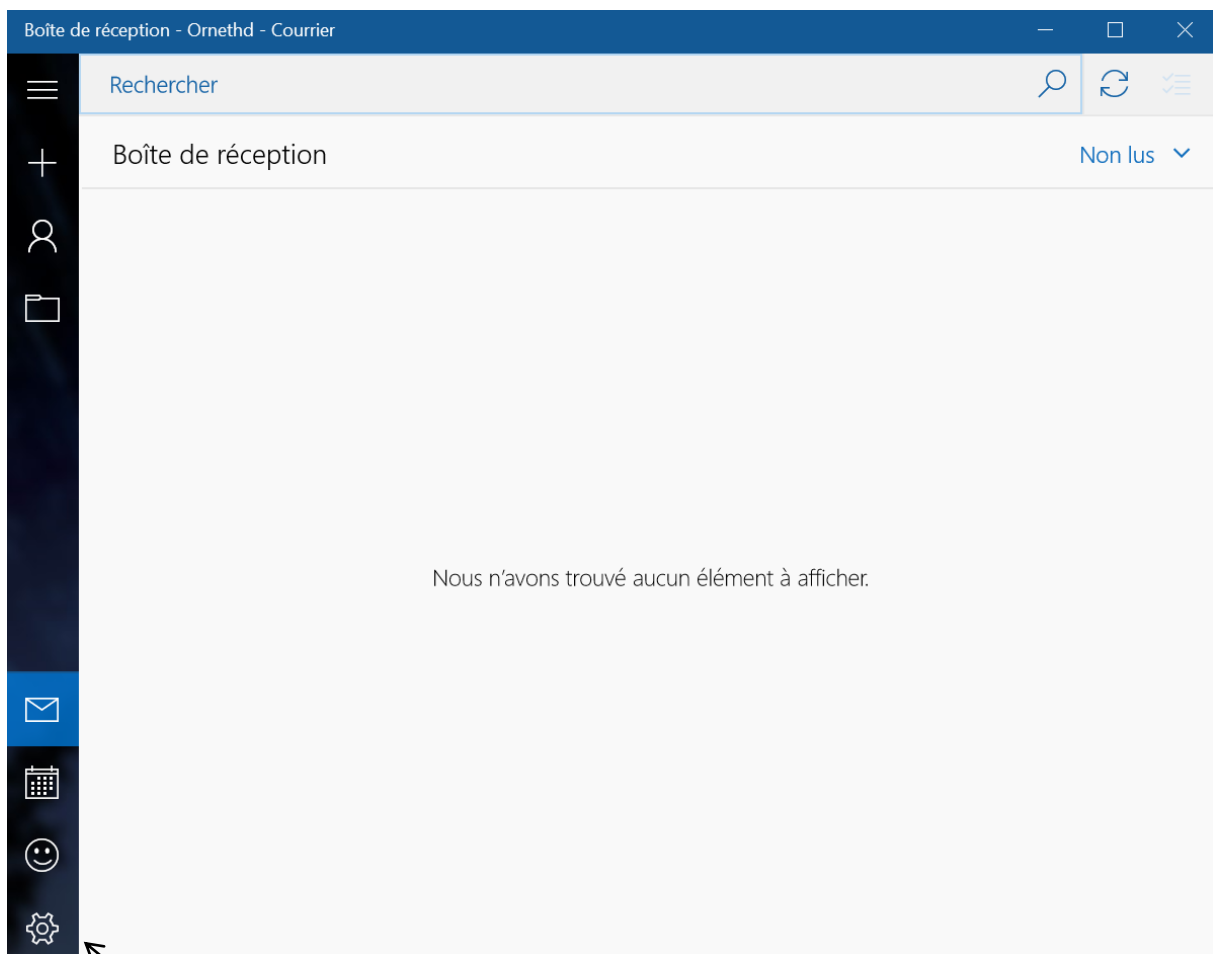 Boîte de réception - Ornethd - Courrier
Rechercher
Boîte de réception
Non lus
Nous n'avons trouvé aucun élément à afficher.